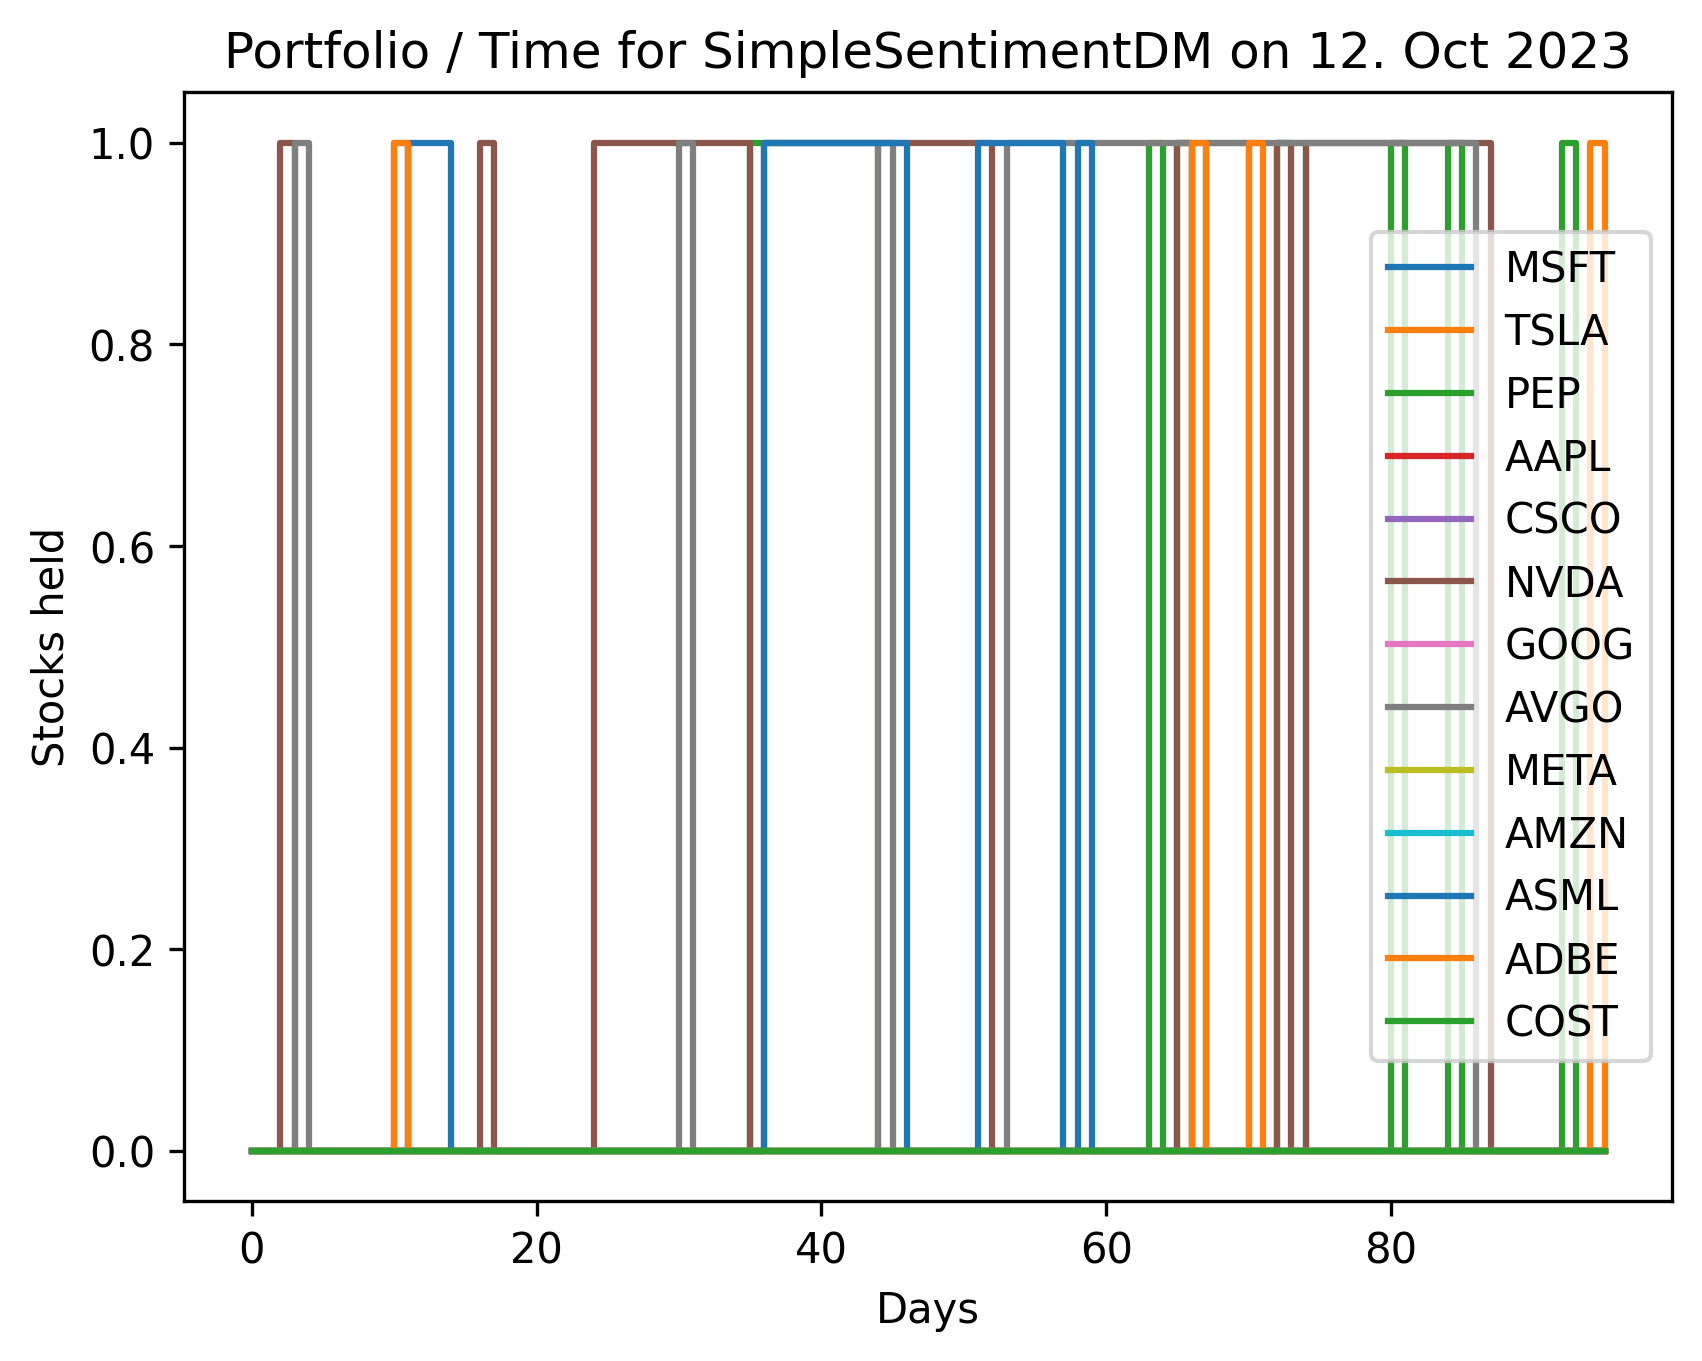 Portfolio / Time for SimpleSentimentDM on 12. Oct 2023
1.0
0.8
0.6
0.4
0.2
0.0
Stocks held
MSFT
TSLA
PEP
AAPL
CSCO
NVDA
GOOG
AVGO
META
AMZN
ASML
ADBE
COST
0 20 40 60 80
Days